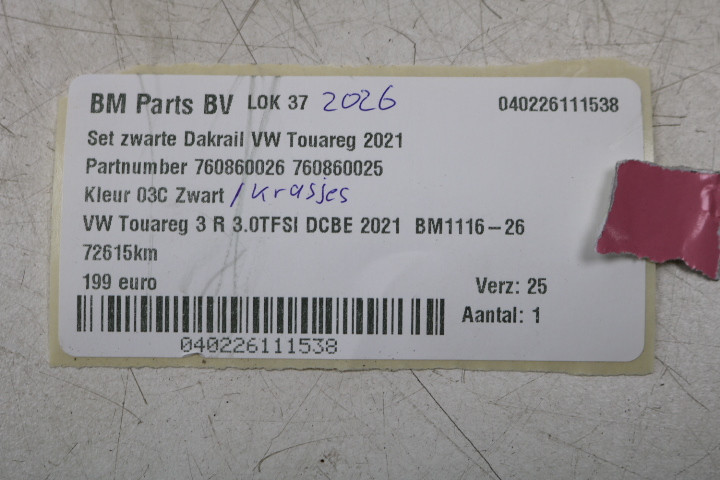 BM Parts BV LOK 37 2026 040226111538
Set zwarte Dakrail VW Touareg 2021
Partnumber 760860026 760860025
Kleur 03C Zwart / Krasjes
VW Touareg 3 R 3.0TFSI DCBE 2021 BM1116-26
72615km
199 euro Verz: 25
Aantal: 1
040226111538